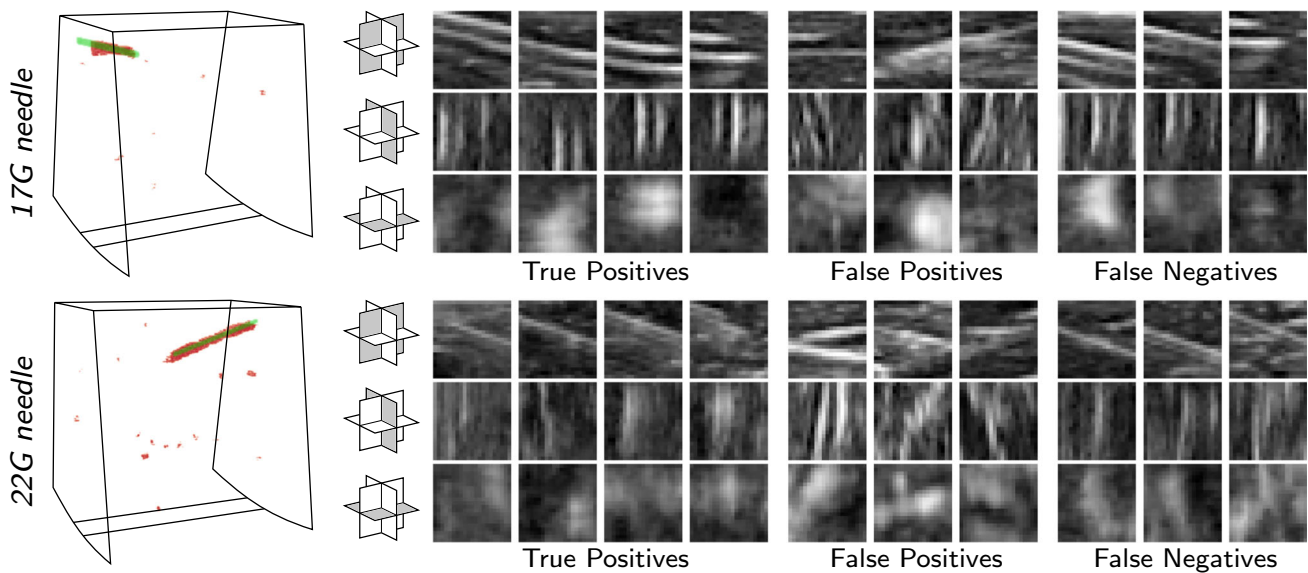 17G needle
True Positives
False Positives
False Negatives
22G needle
True Positives
False Positives
False Negatives